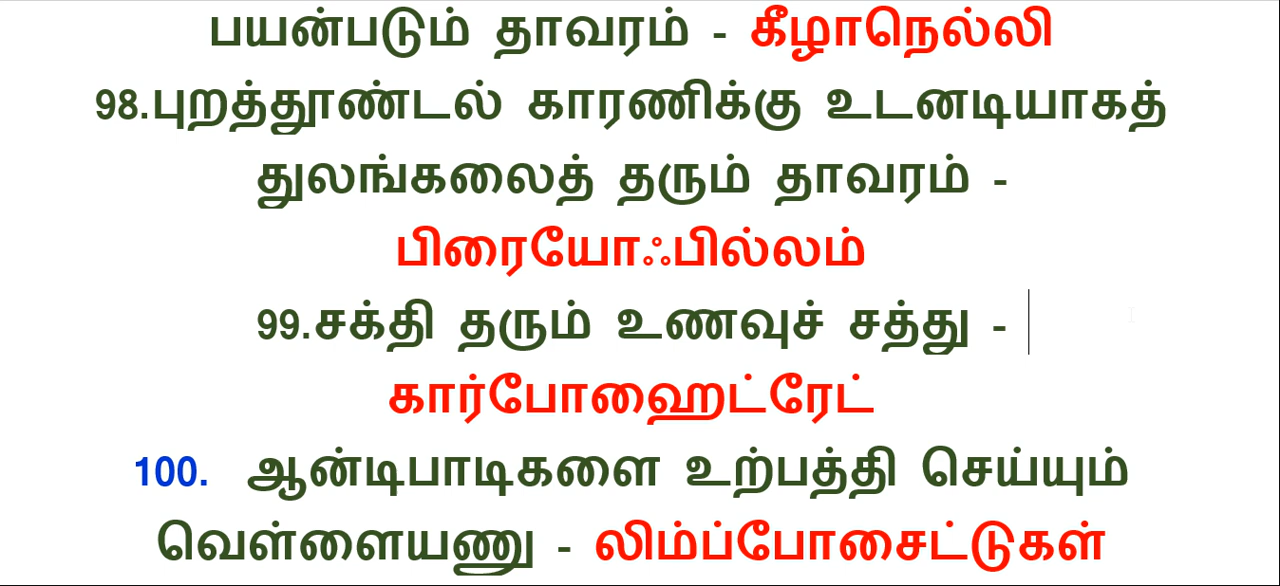 பயன்படும் தாவரம் - கீழாநெல்லி
98.புறத்தூண்டல் காரணிக்கு உடனடியாகத்
துலங்கலைத் தரும் தாவரம் -
பிரையோஃபில்லம்
99.சக்தி தரும் உணவுச் சத்து -
கார்போஹைட்ரேட்
100. ஆன்டிபாடிகளை உற்பத்தி செய்யும்
வெள்ளையணு - லிம்ப்போசைட்டுகள்